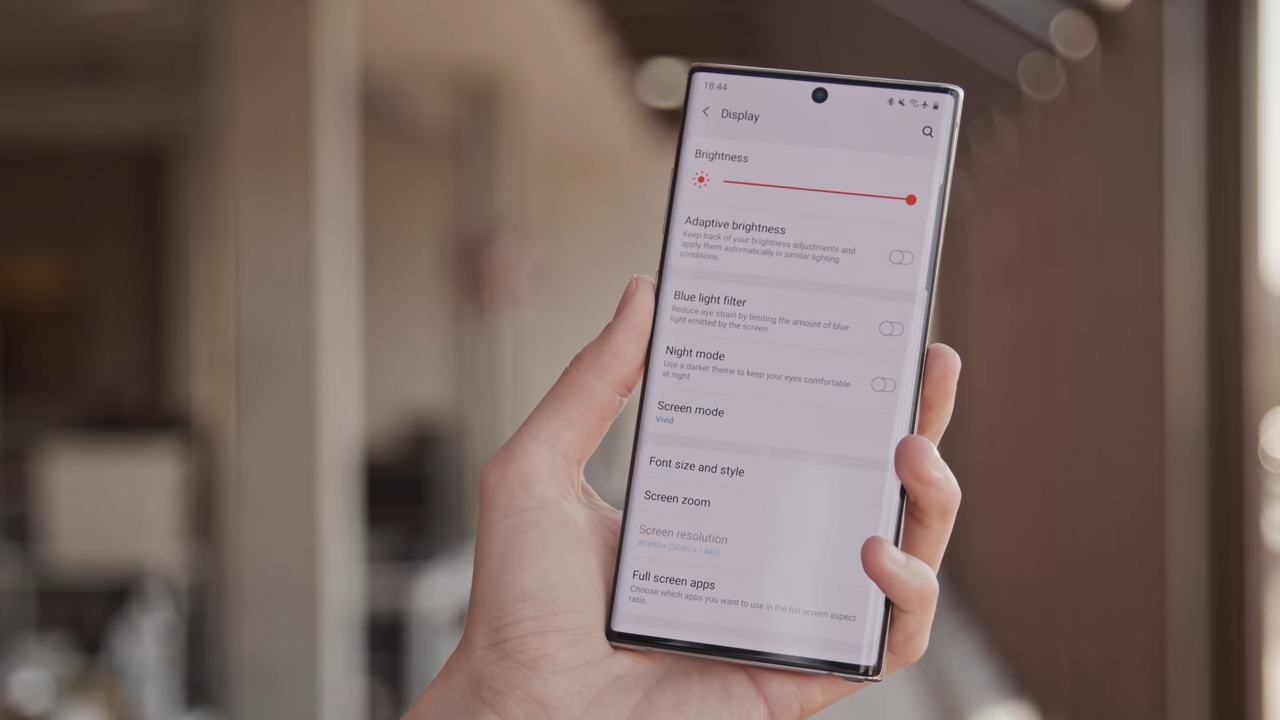 18:44
Display
Brightness
Adaptive brightness
Keep track of your brightness adjustments and
apply them automatically in similar lighting
conditions.
Blue light filter
Reduce eye strain by limiting the amount of blue
light emitted by the screen.
Night mode
Use a darker theme to keep your eyes comfortable
at night.
Screen mode
Vivid
Font size and style
Screen zoom
Screen resolution
WQHD+ (3040 x 1440)
Full screen apps
Choose which apps you want to use in the full screen aspect
ratio.